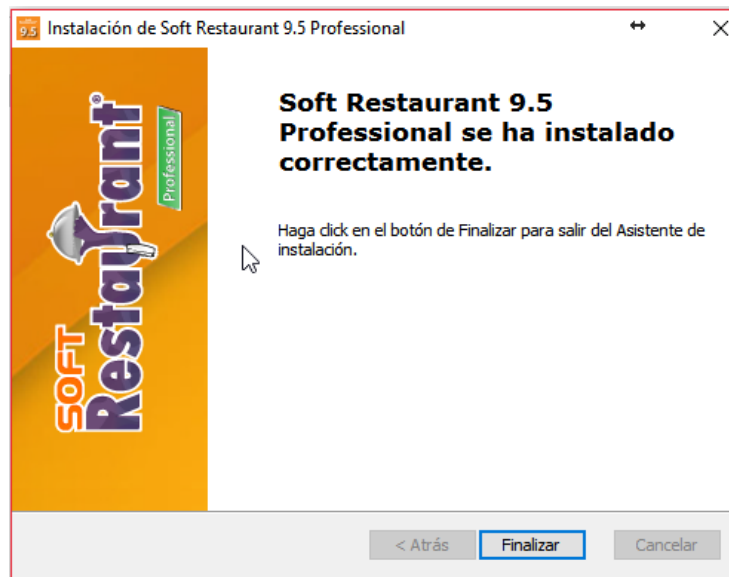 9.5 Instalación de Soft Restaurant 9.5 Professional
SOFT
Restaurant®
Professional
Soft Restaurant 9.5
Professional se ha instalado
correctamente.
Haga click en el botón de Finalizar para salir del Asistente de
instalación.
< Atrás
Finalizar
Cancelar